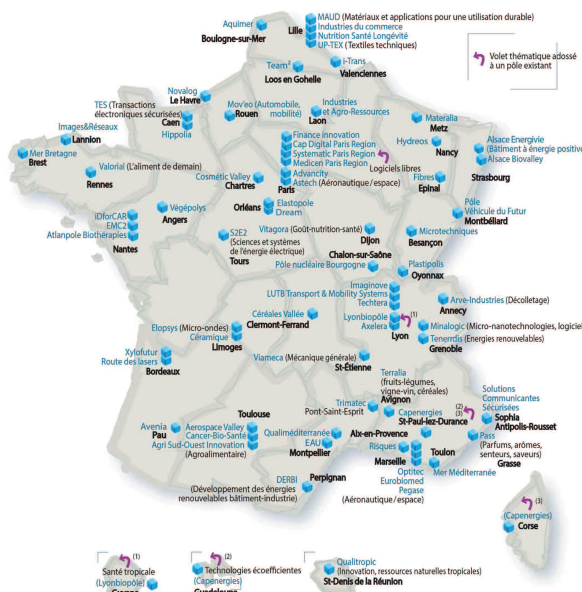 MAUD (Matériaux et applications pour une utilisation durable)
Industries du commerce
Nutrition Santé Longévité
UP-TEX (Textiles techniques)
Lille
Aquimer
Boulogne-sur-Mer
i-Trans
Valenciennes
Team²
Loos en Gohelle
Volet thématique adossé
à un pôle existant
Novalog
Le Havre
TES (Transactions
électroniques sécurisées)
Caen
Hippolia
Mov'eo (Automobile,
mobilité)
Rouen
Industries
et Agro-Ressources
Laon
Materalia
Metz
Hydreos
Nancy
Alsace Energivie
(Bâtiment à énergie positive
Alsace Biovalley
Strasbourg
Fibres
Epinal
Images&Réseaux
Lannion
Mer Bretagne
Brest
Valorial (L'aliment de demain)
Rennes
Finance innovation
Cap Digital Paris Region
Systematic Paris Region
Medicen Paris Region
Logiciels libres
Advancity
Astech (Aéronautique/espace)
Paris
Cosmetic Valley
Chartres
Elastopole
Dream
Orléans
Pôle
Véhicule du Futur
Montbéliard
iDforCAR
EMC2
Atlanpole Biothérapies
Nantes
Végépolys
Angers
S2E2
(Sciences et systèmes
de l'énergie électrique)
Tours
Vitagora (Goût-nutrition-santé)
Dijon
Microtechniques
Besançon
Chalon-sur-Saône
Pôle nucléaire Bourgogne
Plastipolis
Oyonnax
Imaginove
LUTB Transport & Mobility Systems
Techtera
Lyonbiopôle
Axelera
(1)
Lyon
Arve-Industries (Décolletage)
Annecy
Minalogic (Micro-nanotechnologies, logiciel
Tenerrdis (Energies renouvelables)
Grenoble
Céréales Vallée
Clermont-Ferrand
Elopsys (Micro-ondes)
Céramique
Limoges
Xylofutur
Route des lasers
Bordeaux
Viameca (Mécanique générale)
St-Étienne
Terralia
(fruits-légumes,
vigne-vin, céréales)
Avignon
Trimatec
Pont-Saint-Esprit
Capenergies
(2)
(3)
St-Paul-lez-Durance
Solutions
Communicantes
Sécurisées
Sophia
Antipolis-Rousset
Avenia
Pau
Toulouse
Aerospace Valley
Cancer-Bio-Santé
Agri Sud-Ouest Innovation
(Agroalimentaire)
Qualiméditerranée
EAU
Montpellier
Aix-en-Provence
Risques
Marseille
Optitec
Eurobiomed
Pegase
(Aéronautique/espace)
Toulon
Mer Méditerranée
Pass
(Parfums, arômes,
senteurs, saveurs)
Grasse
Perpignan
DERBI
(Développement des énergies
renouvelables bâtiment-industrie)
(3)
(Capenergies)
Corse
(1)
Santé tropicale
(Lyonbiopôle)
(2)
Technologies écoefficientes
(Capenergies)
Qualitropic
(Innovation, ressources naturelles tropicales)
St-Denis de la Réunion